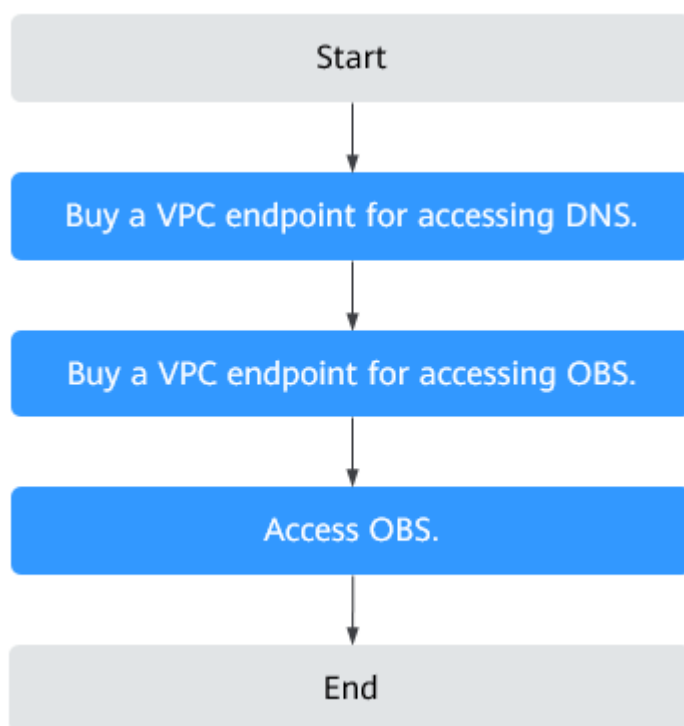 Start
Buy a VPC endpoint for accessing DNS.
Buy a VPC endpoint for accessing OBS.
Access OBS.
End